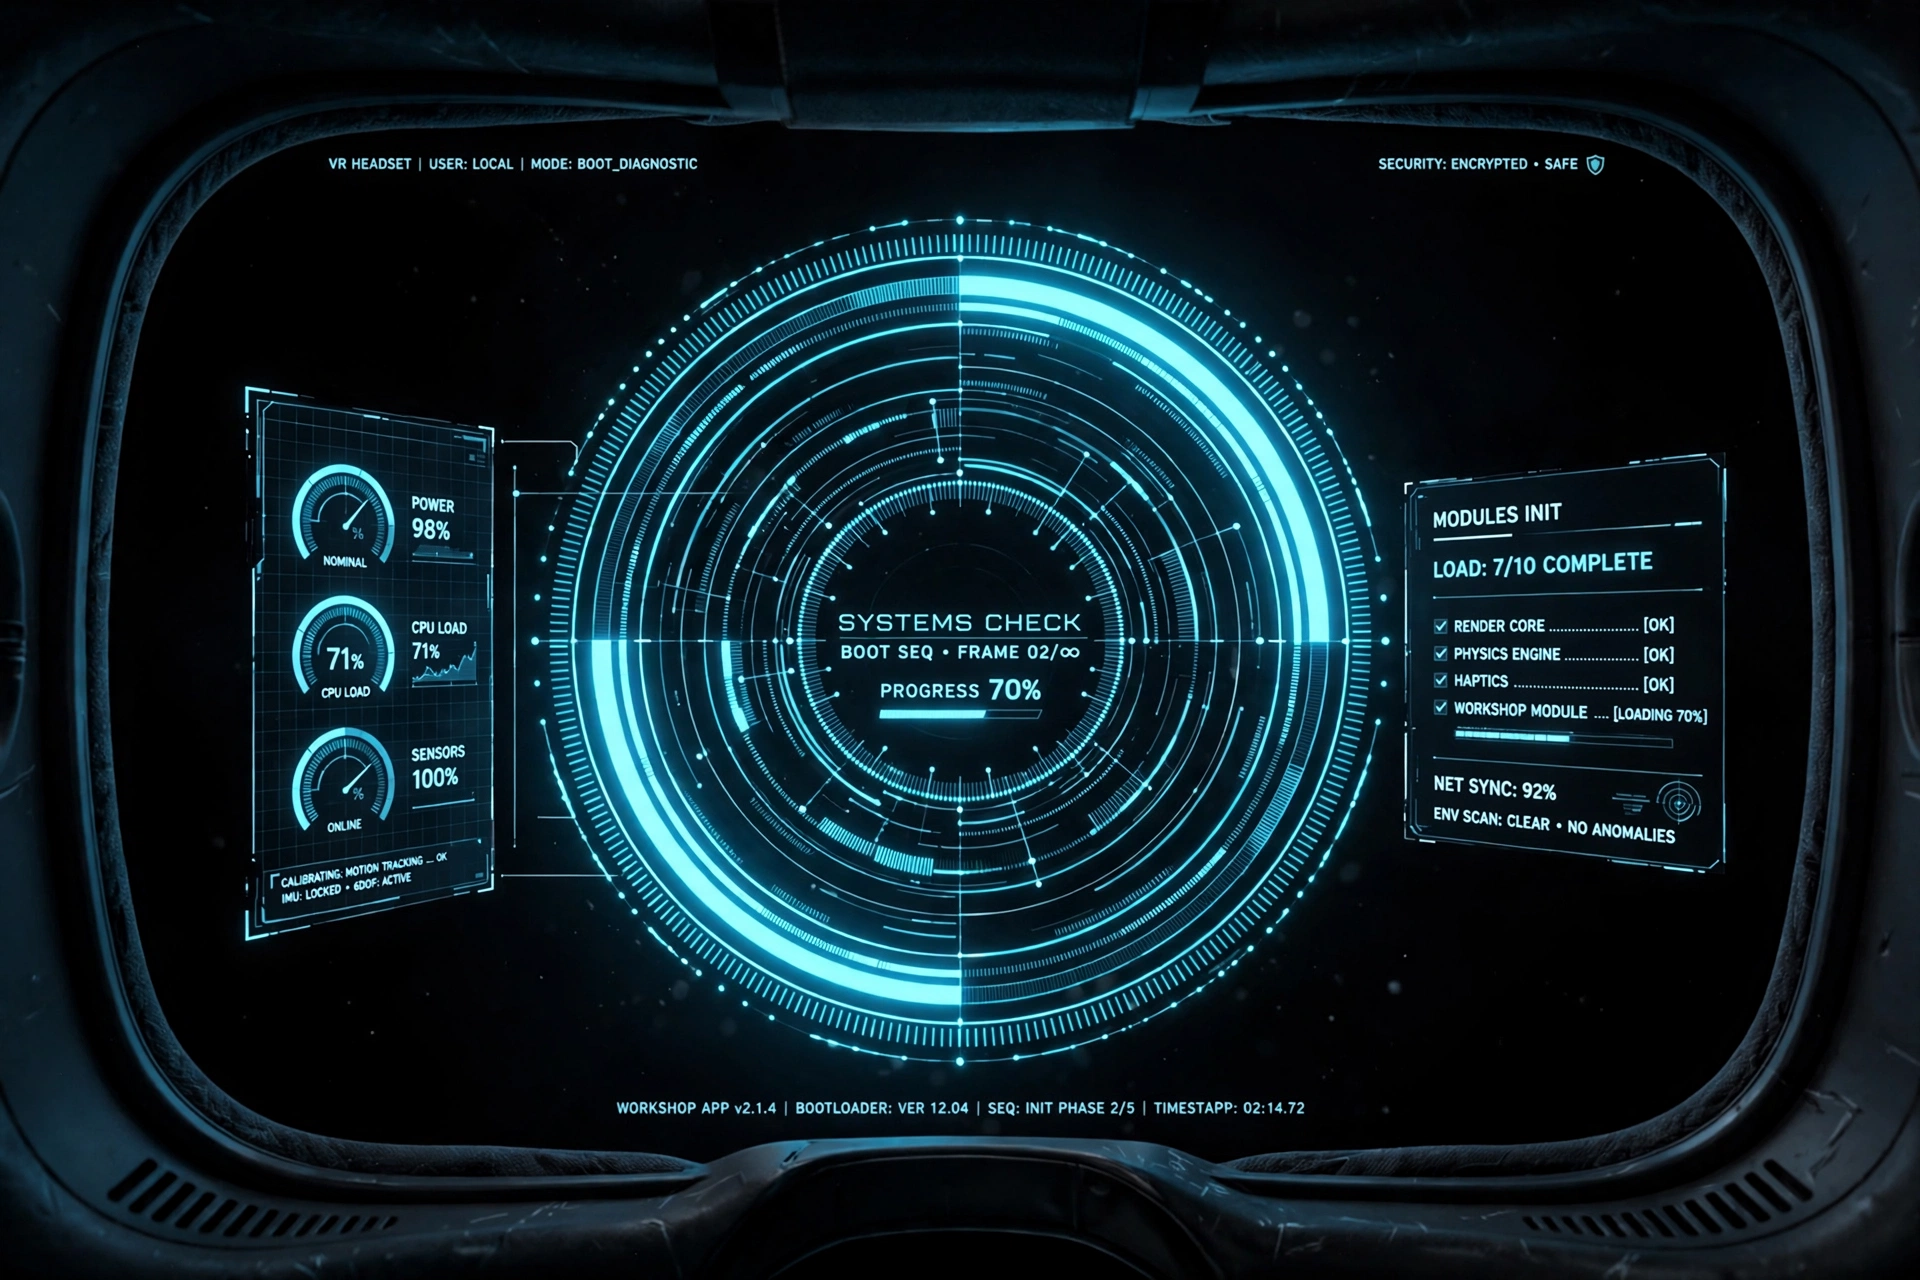 VR HEADSET | USER: LOCAL | MODE: BOOT_DIAGNOSTIC
SECURITY: ENCRYPTED • SAFE
POWER
98%
%
NOMINAL
CPU LOAD
71%
71%
CPU LOAD
SENSORS
100%
%
ONLINE
CALIBRATING: MOTION TRACKING ... OK
IMU: LOCKED • 6DOF: ACTIVE
SYSTEMS CHECK
BOOT SEQ • FRAME 02/∞
PROGRESS 70%
MODULES INIT
LOAD: 7/10 COMPLETE
RENDER CORE ...................... [OK]
PHYSICS ENGINE .................. [OK]
HAPTICS ............................... [OK]
WORKSHOP MODULE .... [LOADING 70%]
NET SYNC: 92%
ENV SCAN: CLEAR • NO ANOMALIES
WORKSHOP APP v2.1.4 | BOOTLOADER: VER 12.04 | SEQ: INIT PHASE 2/5 | TIMESTAPP: 02:14.72